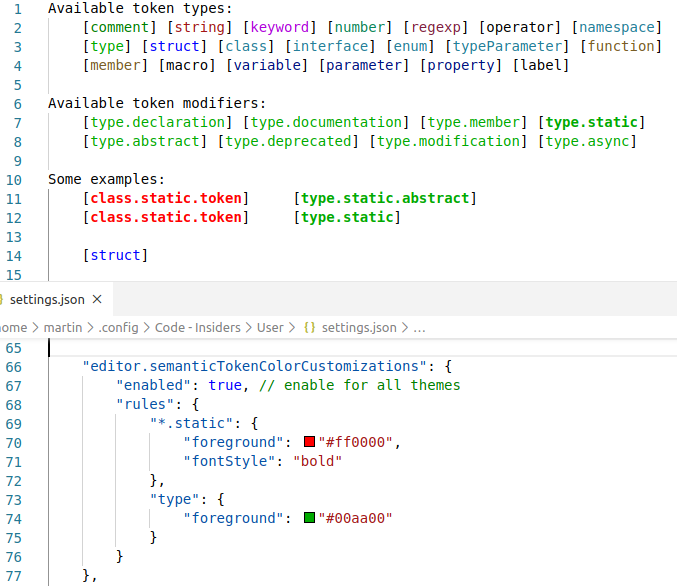 1 Available token types:
2 [comment] [string] [keyword] [number] [regexp] [operator] [namespace]
3 [type] [struct] [class] [interface] [enum] [typeParameter] [function]
4 [member] [macro] [variable] [parameter] [property] [label]
5
6 Available token modifiers:
7 [type.declaration] [type.documentation] [type.member] [type.static]
8 [type.abstract] [type.deprecated] [type.modification] [type.async]
9
10 Some examples:
11 [class.static.token] [type.static.abstract]
12 [class.static.token] [type.static]
13
14 [struct]
15
settings.json ×
ome > martin > .config > Code - Insiders > User > {} settings.json > ...
65
66 "editor.semanticTokenColorCustomizations": {
67 "enabled": true, // enable for all themes
68 "rules": {
69 "*.static": {
70 "foreground": "#ff0000",
71 "fontStyle": "bold"
72 },
73 "type": {
74 "foreground": "#00aa00"
75 }
76 }
77 },